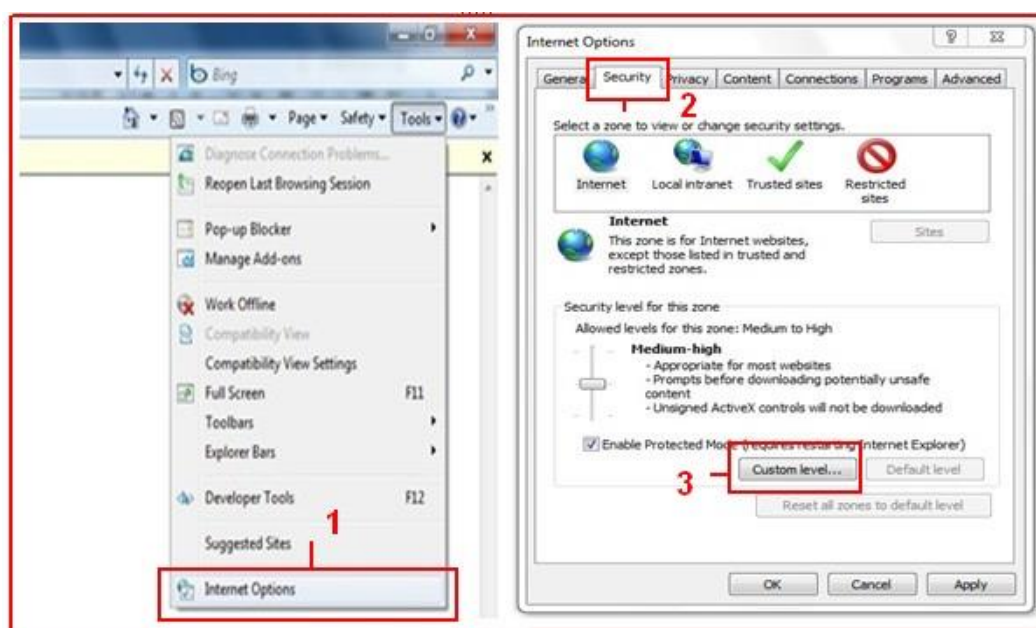 .....
Bing
Page
Safety
Tools
Diagnose Connection Problems...
Reopen Last Browsing Session
Pop-up Blocker
Manage Add-ons
Work Offline
Compatibility View
Compatibility View Settings
Full Screen F11
Toolbars
Explorer Bars
Developer Tools F12
1
Suggested Sites
Internet Options
Internet Options
General Security Privacy Content Connections Programs Advanced
2
Select a zone to view or change security settings.
Internet Local intranet Trusted sites Restricted
sites
Internet
Sites
This zone is for Internet websites,
except those listed in trusted and
restricted zones.
Security level for this zone
Allowed levels for this zone: Medium to High
Medium-high
- Appropriate for most websites
- Prompts before downloading potentially unsafe
content
- Unsigned ActiveX controls will not be downloaded
Enable Protected Mode (requires restarting Internet Explorer)
3
Custom level... Default level
Reset all zones to default level
OK Cancel Apply